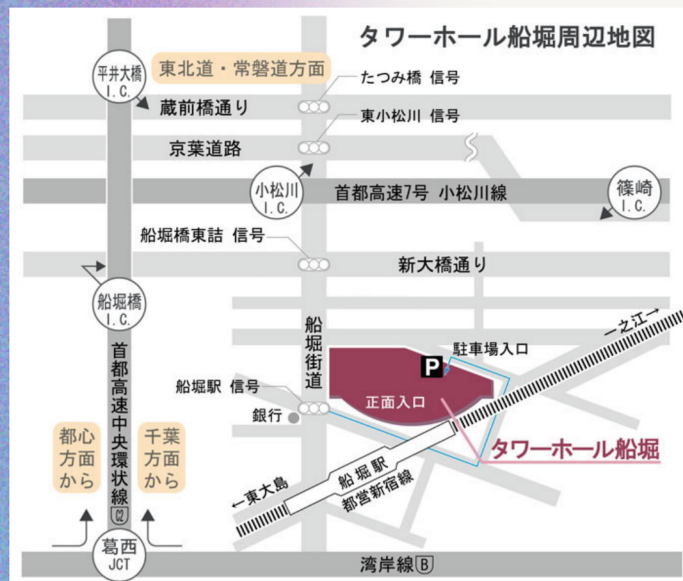 タワーホール船堀周辺地図
平井大橋
I.C.
東北道・常磐道方面
たつみ橋 信号
蔵前橋通り
東小松川 信号
京葉道路
小松川
I.C.
首都高速7号 小松川線
篠崎
I.C.
船堀橋東詰 信号
新大橋通り
船堀橋
I.C.
船堀街道
一之江→
駐車場入口
P
首都高速中央環状線
C2
船堀駅 信号
正面入口
銀行
タワーホール船堀
都心
方面
から
千葉
方面
から
船堀駅
都営新宿線
←東大島
葛西
JCT
湾岸線 B